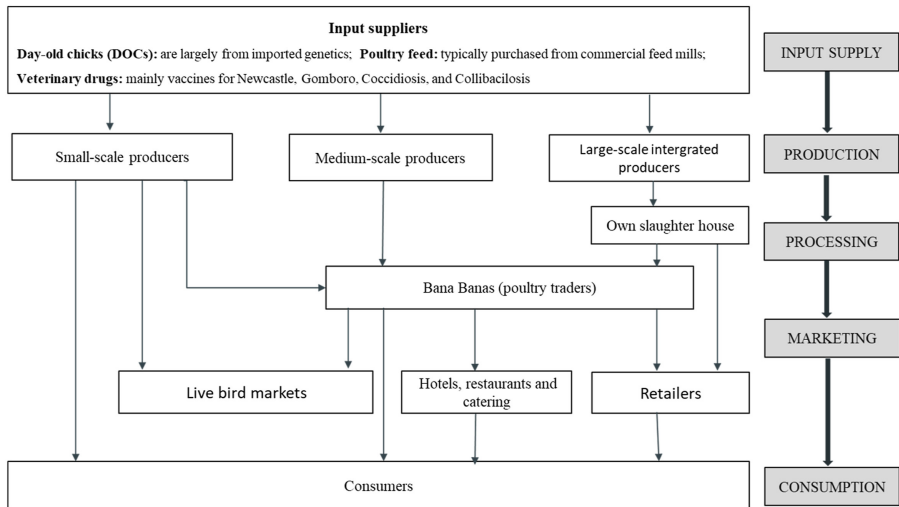 Input suppliers
Day-old chicks (DOCs): are largely from imported genetics; Poultry feed: typically purchased from commercial feed mills;
Veterinary drugs: mainly vaccines for Newcastle, Gomboro, Coccidiosis, and Collibacilosis
INPUT SUPPLY
Small-scale producers
Medium-scale producers
Large-scale intergrated
producers
PRODUCTION
Own slaughter house
PROCESSING
Bana Banas (poultry traders)
MARKETING
Live bird markets
Hotels, restaurants and
catering
Retailers
Consumers
CONSUMPTION